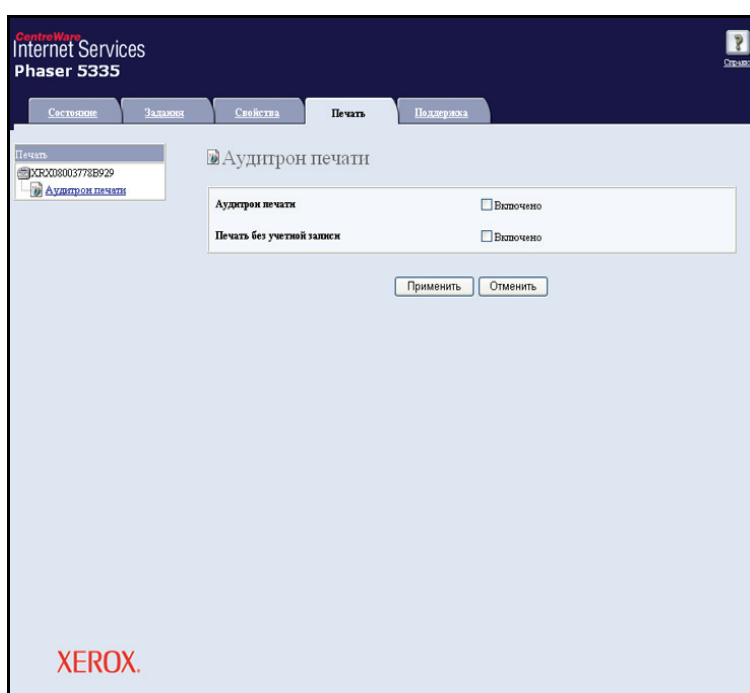 CentreWare
Internet Services
Phaser 5335
?
Состояние
Задания
Свойства
Печать
Поддержка
Печать
XRX08003778B929
Аудитрон печати
Аудитрон печати
Аудитрон печати
Включено
Печать без учетной записи
Включено
Применить
Отменить
XEROX.